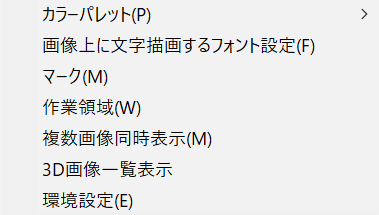 カラーパレット(P)
画像上に文字描画するフォント設定(F)
マーク(M)
作業領域(W)
複数画像同時表示(M)
3D画像一覧表示
環境設定(E)